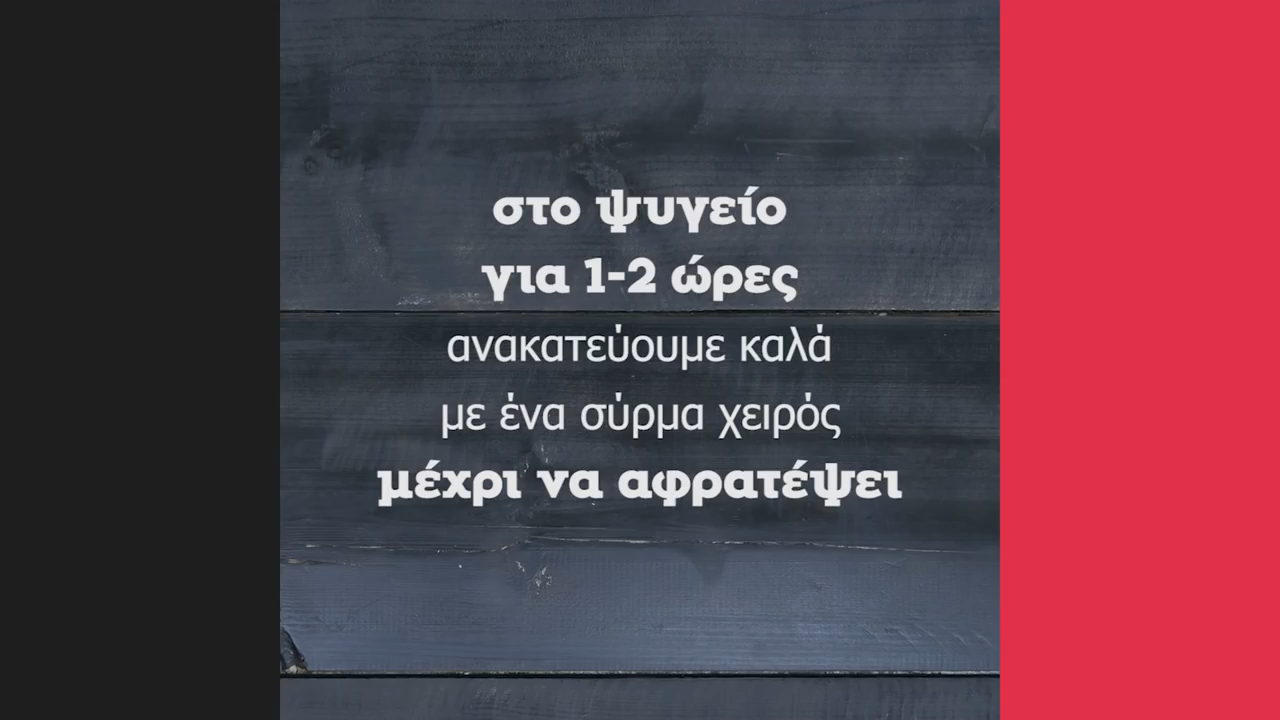 στο ψυγείο
για 1-2 ώρες
ανακατεύουμε καλά
με ένα σύρμα χειρός
μέχρι να αφρατέψει